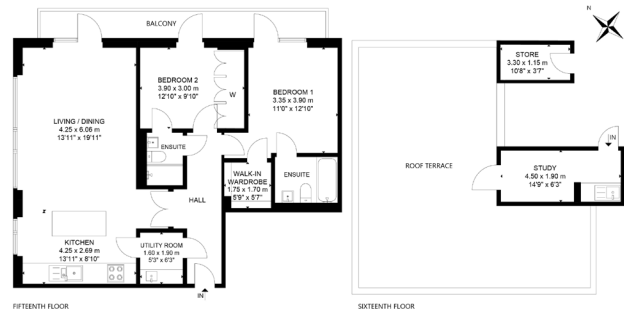 BALCONY
BEDROOM 2
3.90 x 3.00 m
12'10" x 9'10"
W
BEDROOM 1
3.35 x 3.90 m
11'0" x 12'10"
LIVING / DINING
4.25 x 6.06 m
13'11" x 19'11"
ENSUITE
WALK-IN
WARDROBE
1.75 x 1.70 m
5'9" x 5'7"
ENSUITE
HALL
KITCHEN
4.25 x 2.69 m
13'11" x 8'10"
UTILITY ROOM
1.60 x 1.90 m
5'3" x 6'3"
IN
FIFTEENTH FLOOR
N
STORE
3.30 x 1.15 m
10'8" x 3'7"
IN
ROOF TERRACE
STUDY
4.50 x 1.90 m
14'9" x 6'3"
SIXTEENTH FLOOR